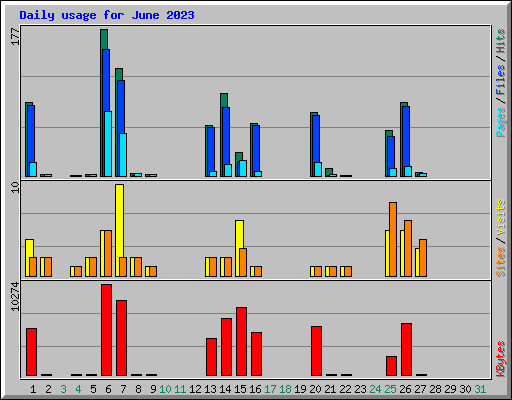 Daily usage for June 2023
177
Pages / Files / Hits
10
Sites / Visits
10274
KBytes
1 2 3 4 5 6 7 8 9 10 11 12 13 14 15 16 17 18 19 20 21 22 23 24 25 26 27 28 29 30 31